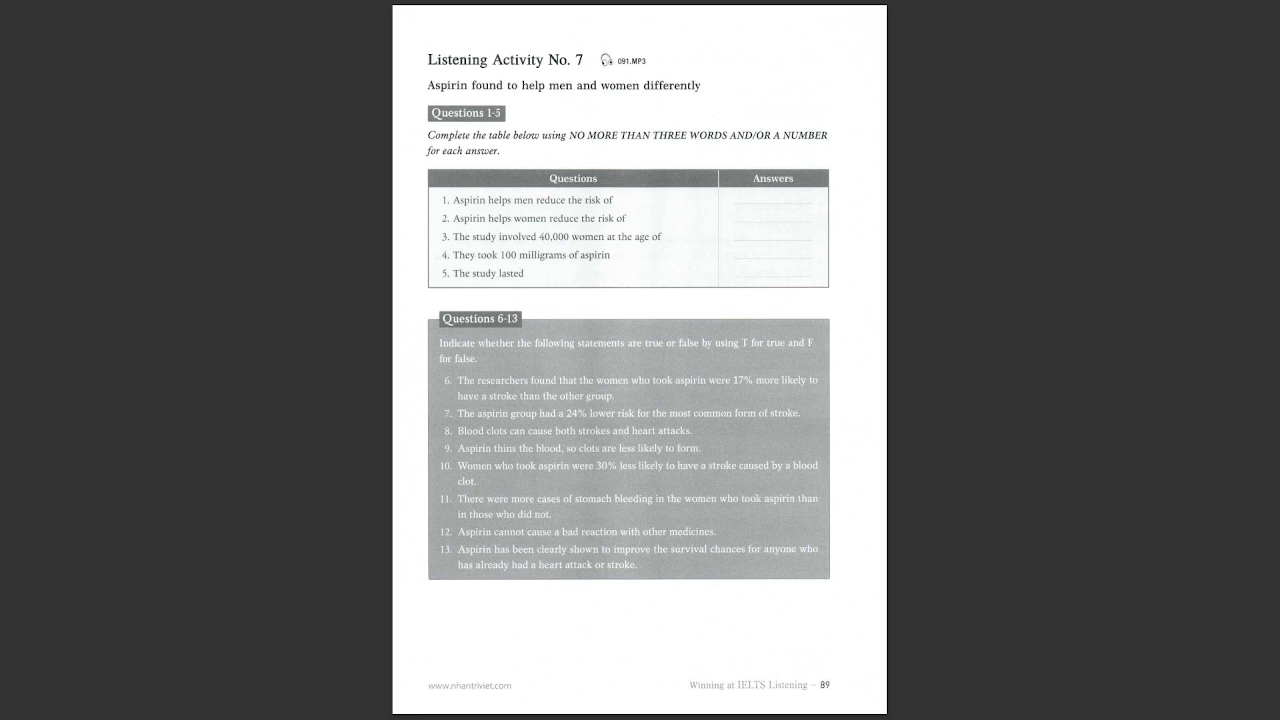 Listening Activity No. 7 091.MP3
Aspirin found to help men and women differently
Questions 1-5
Complete the table below using NO MORE THAN THREE WORDS AND/OR A NUMBER
for each answer.
Questions Answers
1. Aspirin helps men reduce the risk of
2. Aspirin helps women reduce the risk of
3. The study involved 40,000 women at the age of
4. They took 100 milligrams of aspirin
5. The study lasted
Questions 6-13
Indicate whether the following statements are true or false by using T for true and F
for false.
6. The researchers found that the women who took aspirin were 17% more likely to
have a stroke than the other group.
7. The aspirin group had a 24% lower risk for the most common form of stroke.
8. Blood clots can cause both strokes and heart attacks.
9. Aspirin thins the blood, so clots are less likely to form.
10. Women who took aspirin were 30% less likely to have a stroke caused by a blood
clot.
11. There were more cases of stomach bleeding in the women who took aspirin than
in those who did not.
12. Aspirin cannot cause a bad reaction with other medicines.
13. Aspirin has been clearly shown to improve the survival chances for anyone who
has already had a heart attack or stroke.
www.nhantriviet.com Winning at IELTS Listening – 89